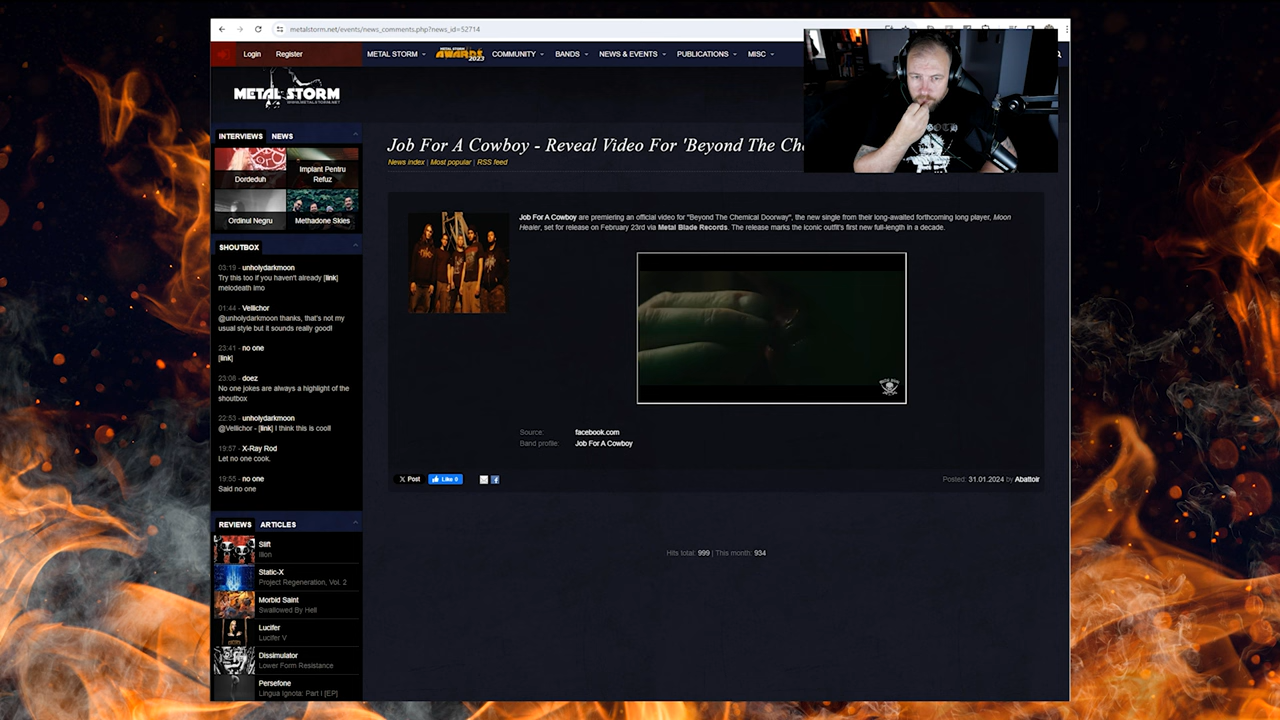 metalstorm.net/events/news_comments.php?news_id=52714
Login Register METAL STORM METAL STORM AWARDS 2023 COMMUNITY BANDS NEWS & EVENTS PUBLICATIONS MISC
METAL STORM
WWW.METALSTORM.NET
INTERVIEWS NEWS
Dordeduh
Implant Pentru
Refuz
Ordinul Negru
Methadone Skies
SHOUTBOX
03:19 - unholydarkmoon
Try this too if you haven't already [link]
melodeath imo
01:44 - Vellichor
@unholydarkmoon thanks, that's not my
usual style but it sounds really good!
23:41 - no one
[link]
23:08 - doez
No one jokes are always a highlight of the
shoutbox
22:53 - unholydarkmoon
@Vellichor - [link] I think this is cool!
19:57 - X-Ray Rod
Let no one cook.
19:55 - no one
Said no one
REVIEWS ARTICLES
Slift
Ilion
Static-X
Project Regeneration, Vol. 2
Morbid Saint
Swallowed By Hell
Lucifer
Lucifer V
Dissimulator
Lower Form Resistance
Persefone
Lingua Ignota: Part I [EP]
Job For A Cowboy - Reveal Video For 'Beyond The Che
News index | Most popular | RSS feed
Job For A Cowboy are premiering an official video for "Beyond The Chemical Doorway", the new single from their long-awaited forthcoming long player, Moon
Healer, set for release on February 23rd via Metal Blade Records. The release marks the iconic outfit's first new full-length in a decade.
Source: facebook.com
Band profile: Job For A Cowboy
X Post Like 0
Posted: 31.01.2024 by Abattoir
Hits total: 999 | This month: 934